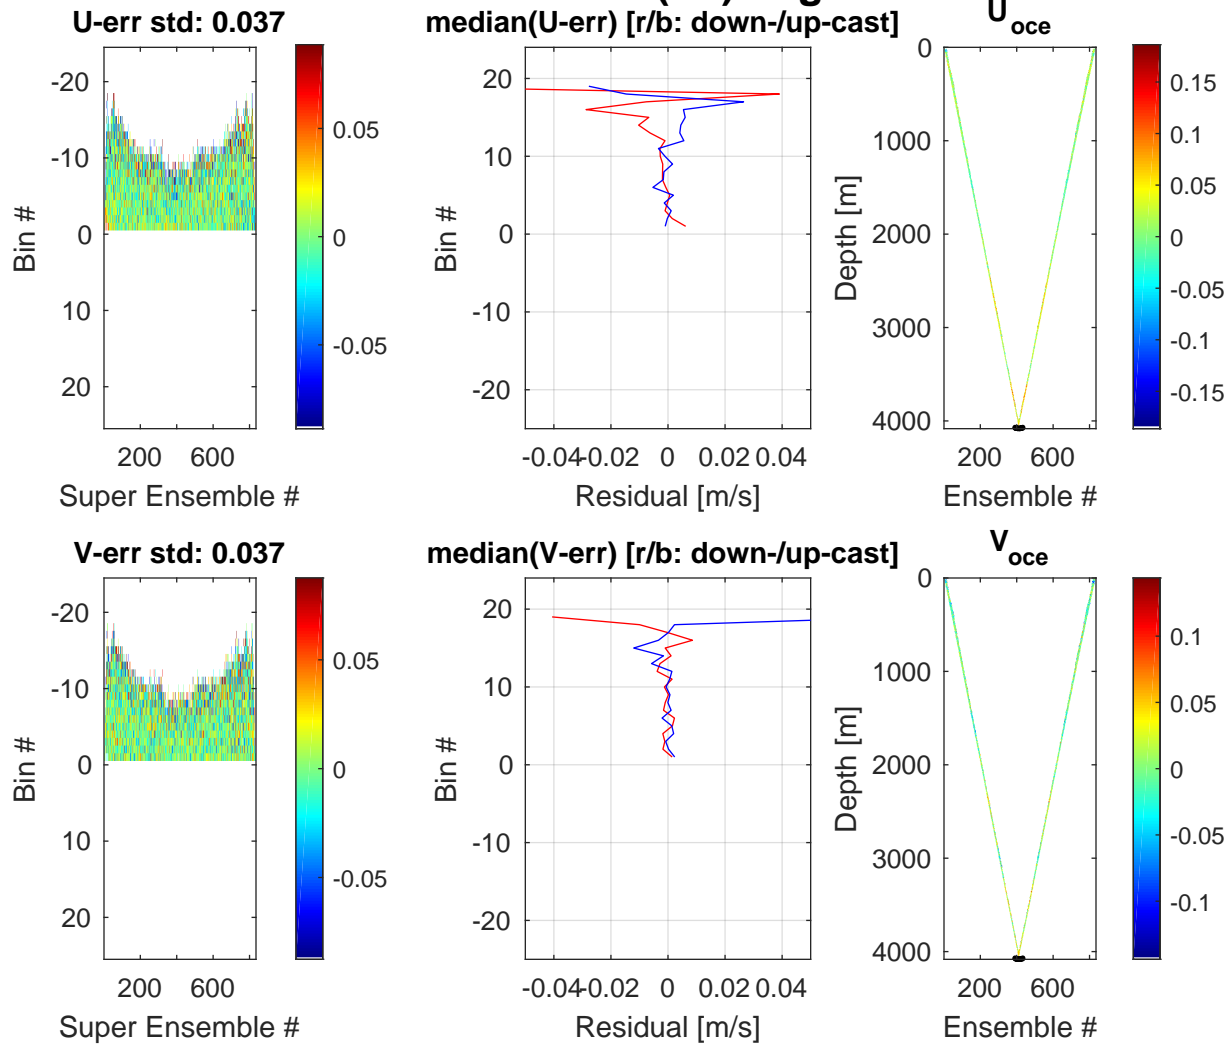 U-err std: 0.037
-20
-10
0
10
20
Bin #
200 600
Super Ensemble #
0.05
0
-0.05
median(U-err) [r/b: down-/up-cast]
20
10
0
-10
-20
Bin #
-0.04 -0.02 0 0.02 0.04
Residual [m/s]
U oce
0
1000
2000
3000
4000
Depth [m]
200 600
Ensemble #
0.15
0.1
0.05
0
-0.05
-0.1
-0.15
V-err std: 0.037
-20
-10
0
10
20
Bin #
200 600
Super Ensemble #
0.05
0
-0.05
median(V-err) [r/b: down-/up-cast]
20
10
0
-10
-20
Bin #
-0.04 -0.02 0 0.02 0.04
Residual [m/s]
V oce
0
1000
2000
3000
4000
Depth [m]
200 600
Ensemble #
0.1
0.05
0
-0.05
-0.1